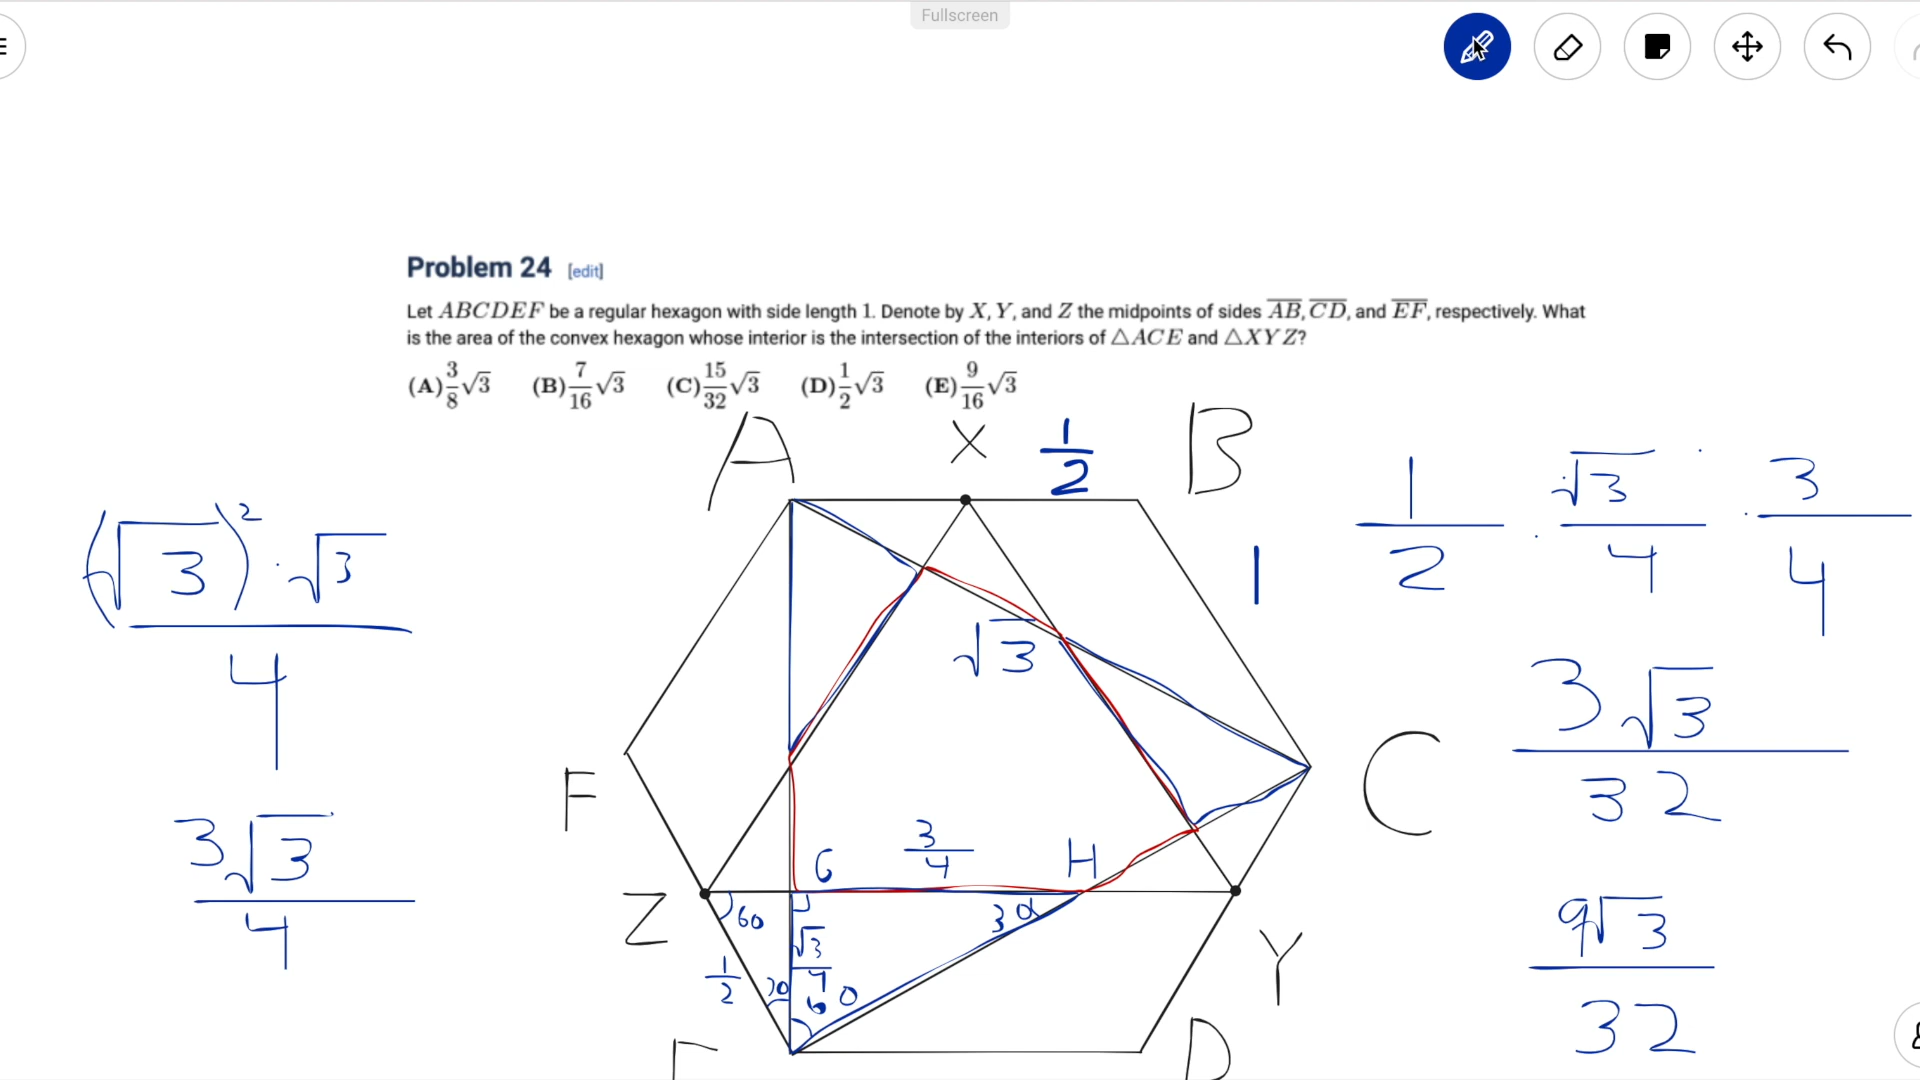 Fullscreen
Problem 24 [edit]
Let ABCDEF be a regular hexagon with side length 1. Denote by X, Y, and Z the midpoints of sides AB, CD, and EF, respectively. What
is the area of the convex hexagon whose interior is the intersection of the interiors of △ACE and △XYZ?
(A) 3/8 √3 (B) 7/16 √3 (C) 15/32 √3 (D) 1/2 √3 (E) 9/16 √3
A X 1/2 B
(√3)² · √3 / 4
1/2 · √3/4 · 3/4
1
√3
3√3 / 32
F
C
3√3 / 4
G 3/4 H
Z 60 30
√3/4
1/2 30 60
Y
9√3 / 32
D